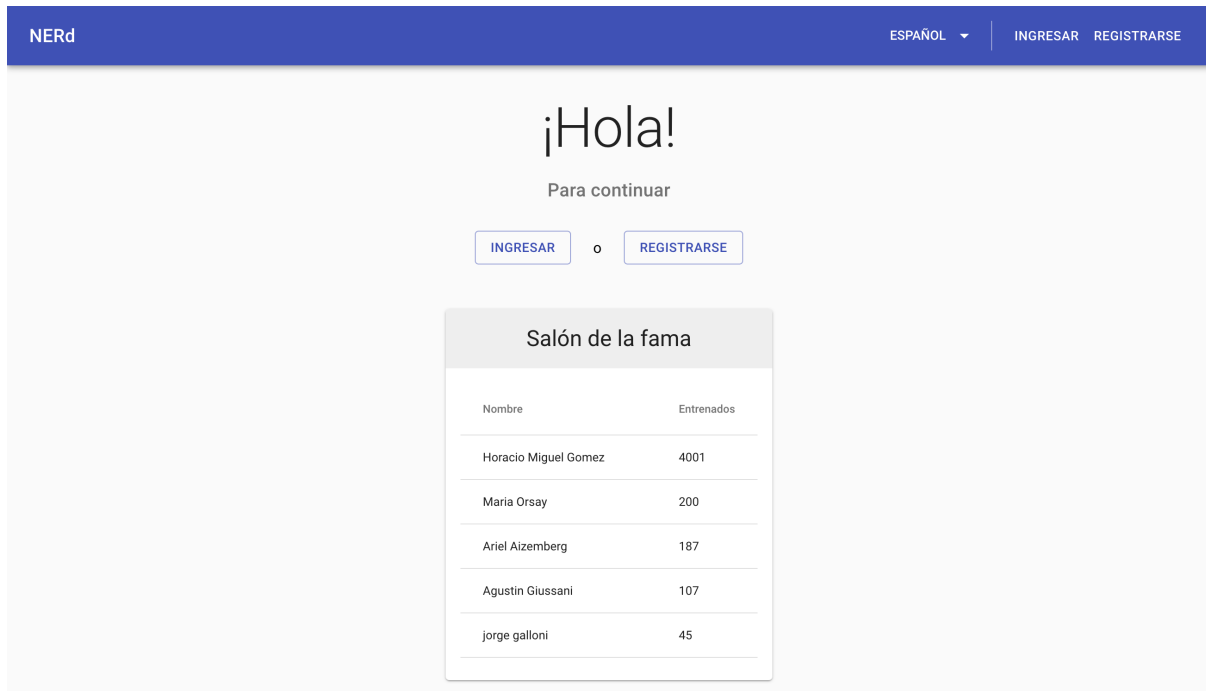 NERd ESPAÑOL INGRESAR REGISTRARSE
¡Hola!
Para continuar
INGRESAR o REGISTRARSE
Salón de la fama
Nombre Entrenados
Horacio Miguel Gomez 4001
Maria Orsay 200
Ariel Aizemberg 187
Agustin Giussani 107
jorge galloni 45